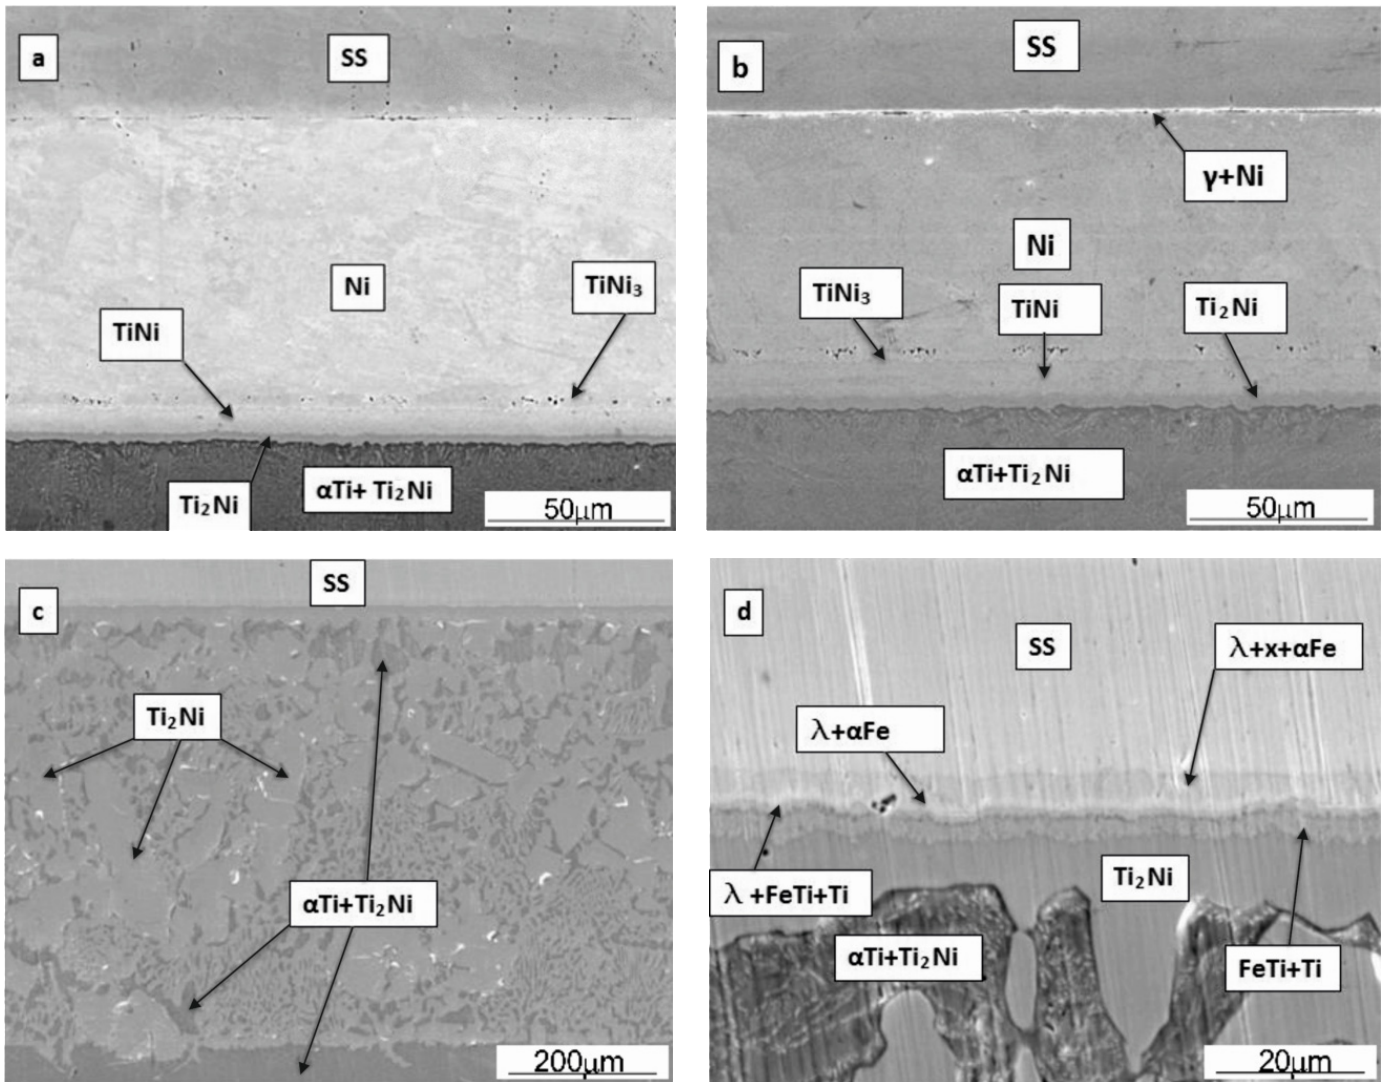 a
SS
Ni
TiNi₃
TiNi
Ti₂Ni
αTi+ Ti₂Ni
50μm
b
SS
γ+Ni
Ni
TiNi₃
TiNi
Ti₂Ni
αTi+Ti₂Ni
50μm
c
SS
Ti₂Ni
αTi+Ti₂Ni
200μm
d
SS
λ+x+αFe
λ+αFe
λ +FeTi+Ti
Ti₂Ni
αTi+Ti₂Ni
FeTi+Ti
20μm